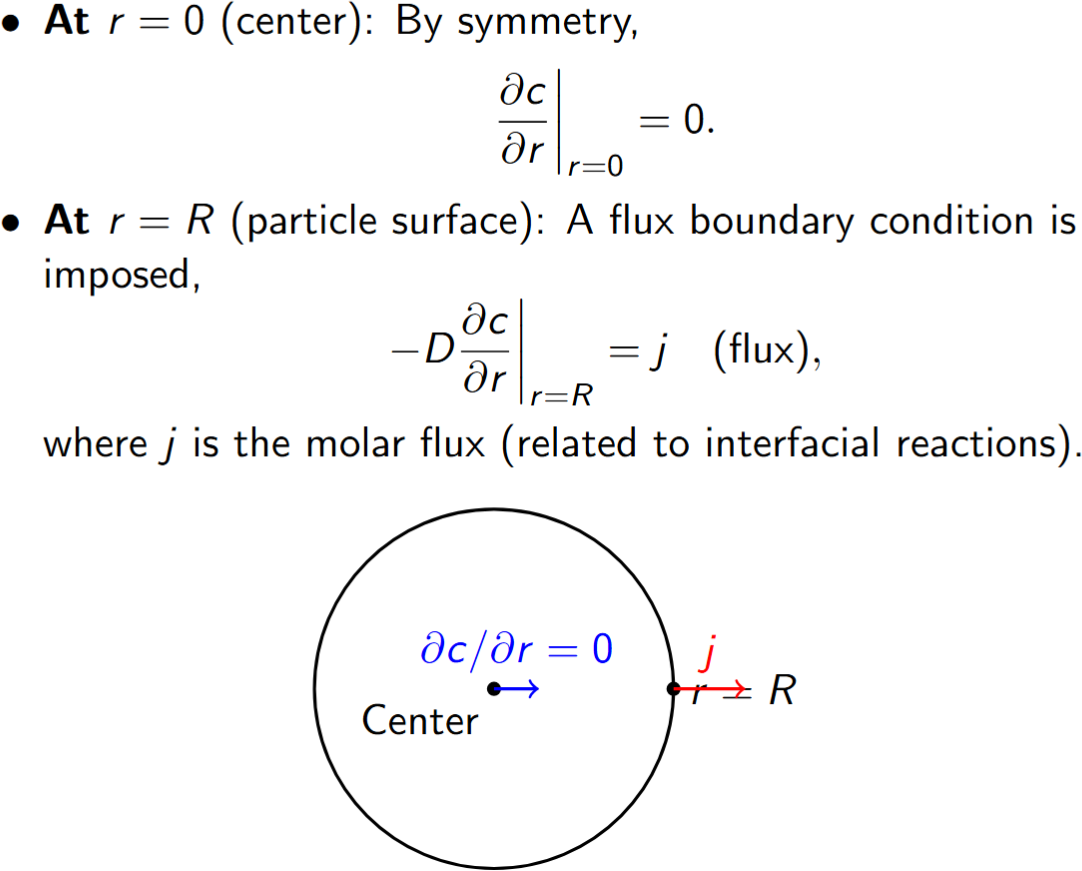 • At r = 0 (center): By symmetry,
∂c/∂r|r=0 = 0.
• At r = R (particle surface): A flux boundary condition is
imposed,
−D ∂c/∂r|r=R = j (flux),
where j is the molar flux (related to interfacial reactions).
∂c/∂r = 0
j
r = R
Center